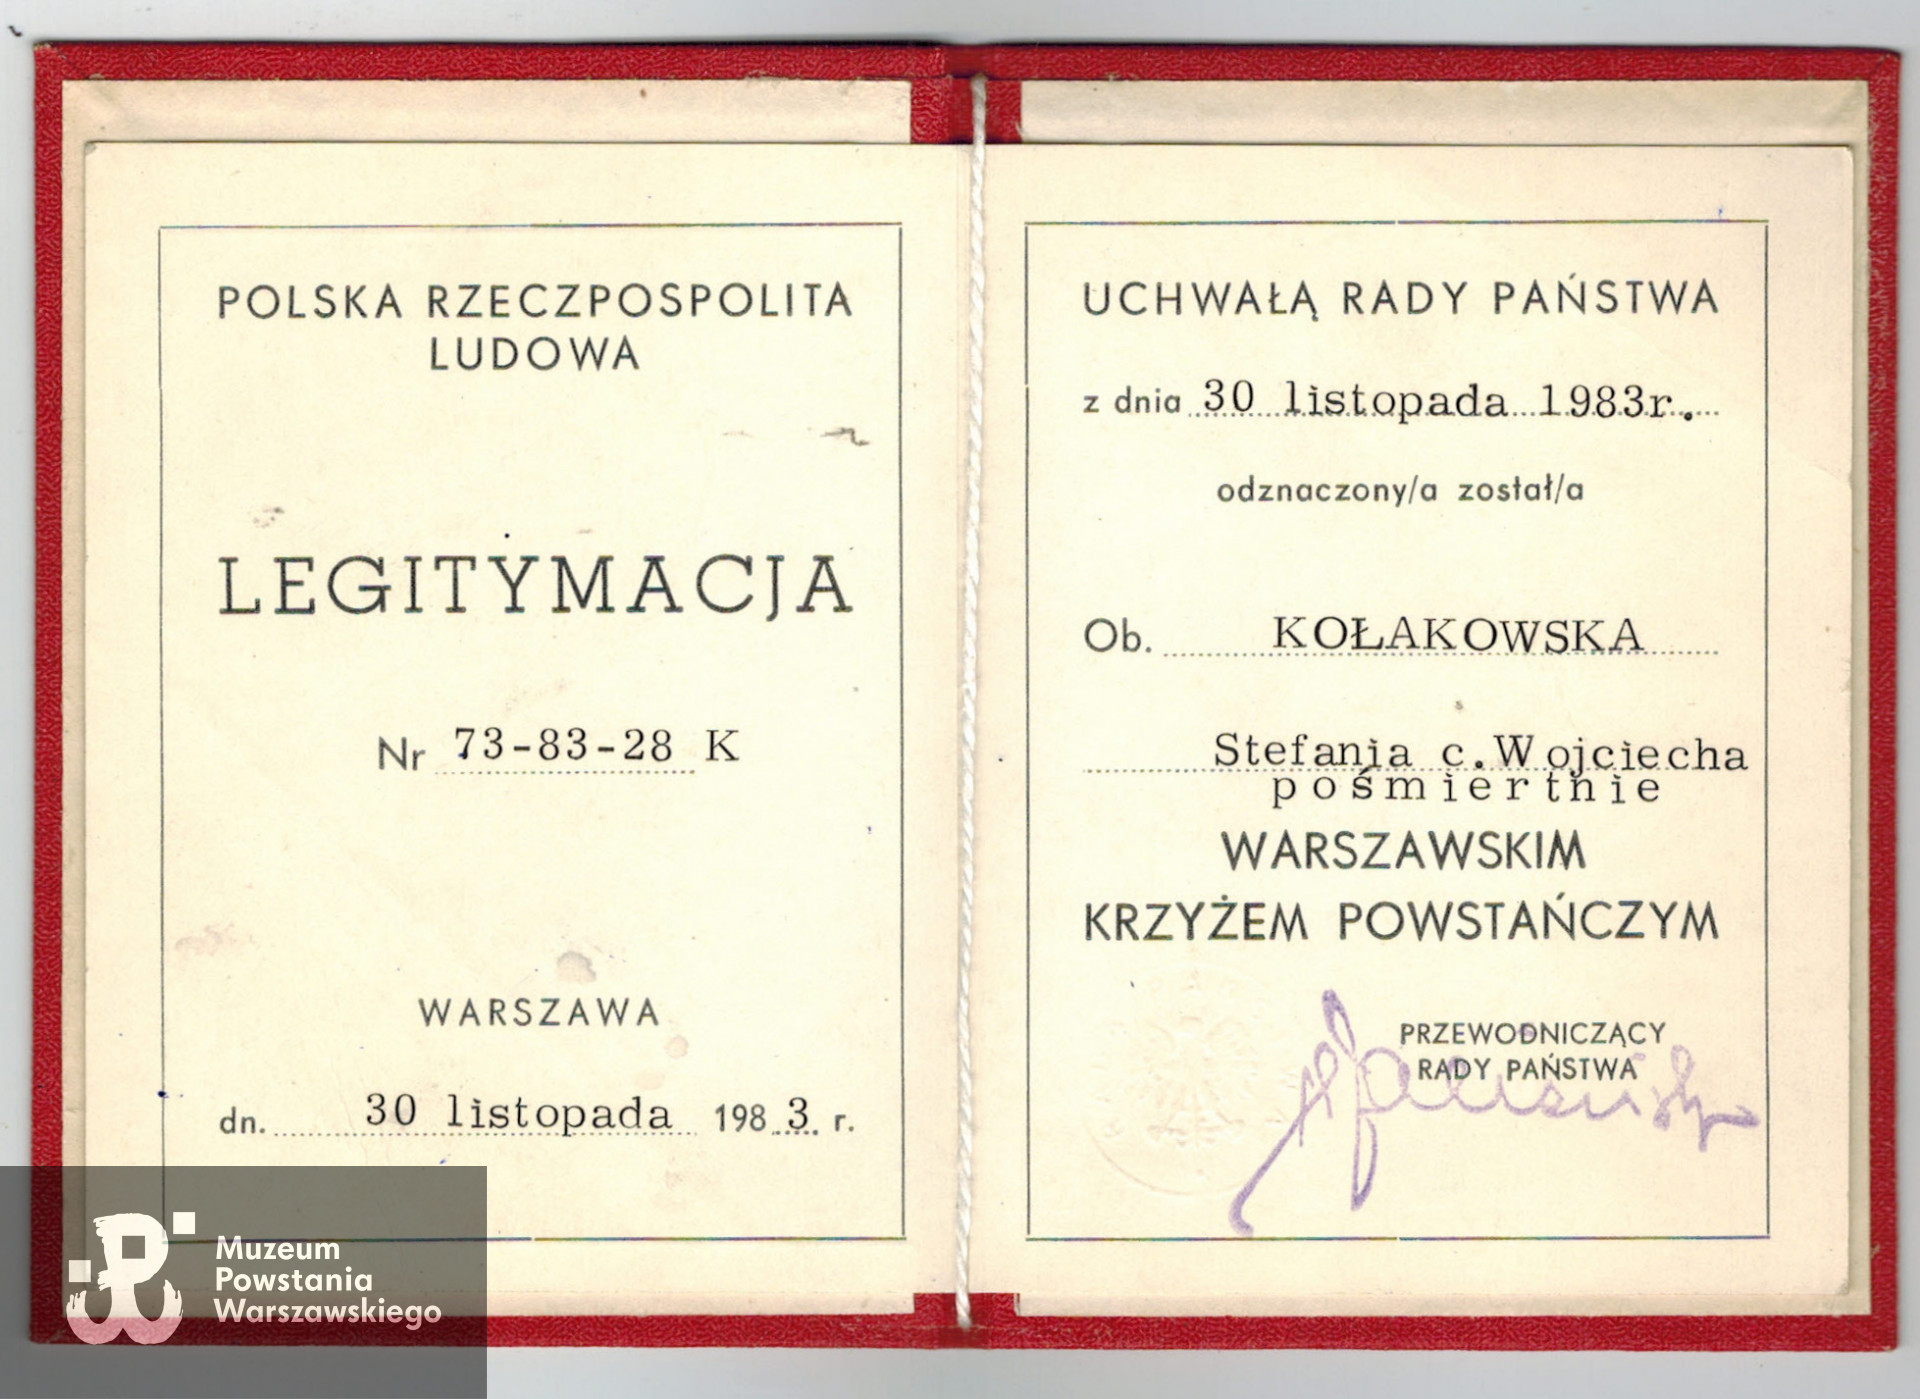 POLSKA RZECZPOSPOLITA
LUDOWA
LEGITYMACJA
Nr 73-83-28 K
WARSZAWA
dn. 30 listopada 1983. r.
UCHWAŁĄ RADY PAŃSTWA
z dnia 30 listopada 1983r.
odznaczony/a został/a
Ob. KOŁAKOWSKA
Stefania c.Wojciecha
pośmiertnie
WARSZAWSKIM
KRZYŻEM POWSTAŃCZYM
PRZEWODNICZĄCY
RADY PAŃSTWA
Muzeum
Powstania
Warszawskiego